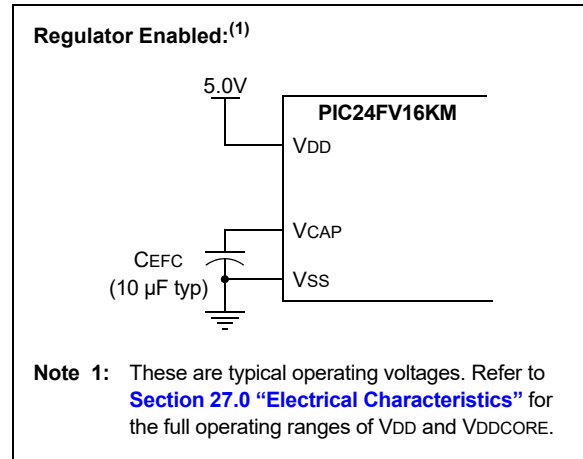 Regulator Enabled:(1)
5.0V
PIC24FV16KM
VDD
VCAP
CEFC
(10 µF typ)
VSS
Note 1: These are typical operating voltages. Refer to
Section 27.0 “Electrical Characteristics” for
the full operating ranges of VDD and VDDCORE.